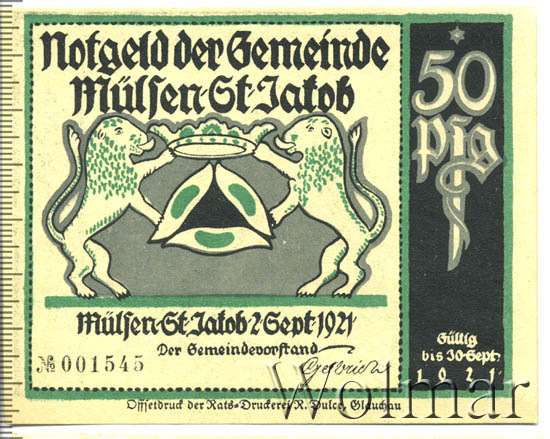 Notgeld der Gemeinde
Mülsen-St. Jakob
50
Pfg
Mülsen-St. Jakob 2 Sept. 1921
Der Gemeindevorstand
№ 001545
Gültig
bis 30 Sept.
1921
Offsetdruck der Rats-Druckerei R. Dulce, Glauchau
Wolmar